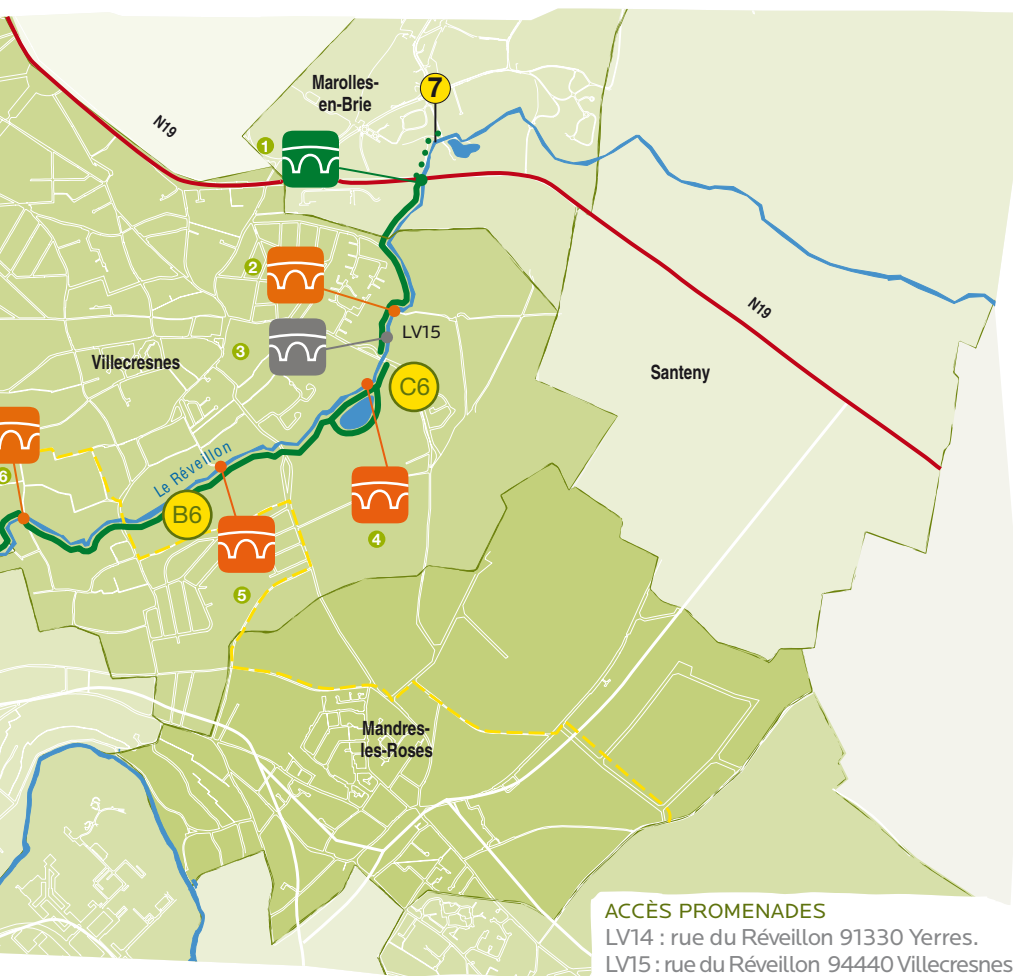 Marolles-
en-Brie
7
N19
1
2
LV15
3
Villecresnes
C6
N19
Santeny
6
Le Réveillon
B6
4
5
Mandres-
les-Roses
ACCÈS PROMENADES
LV14 : rue du Réveillon 91330 Yerres.
LV15 : rue du Réveillon 94440 Villecresnes